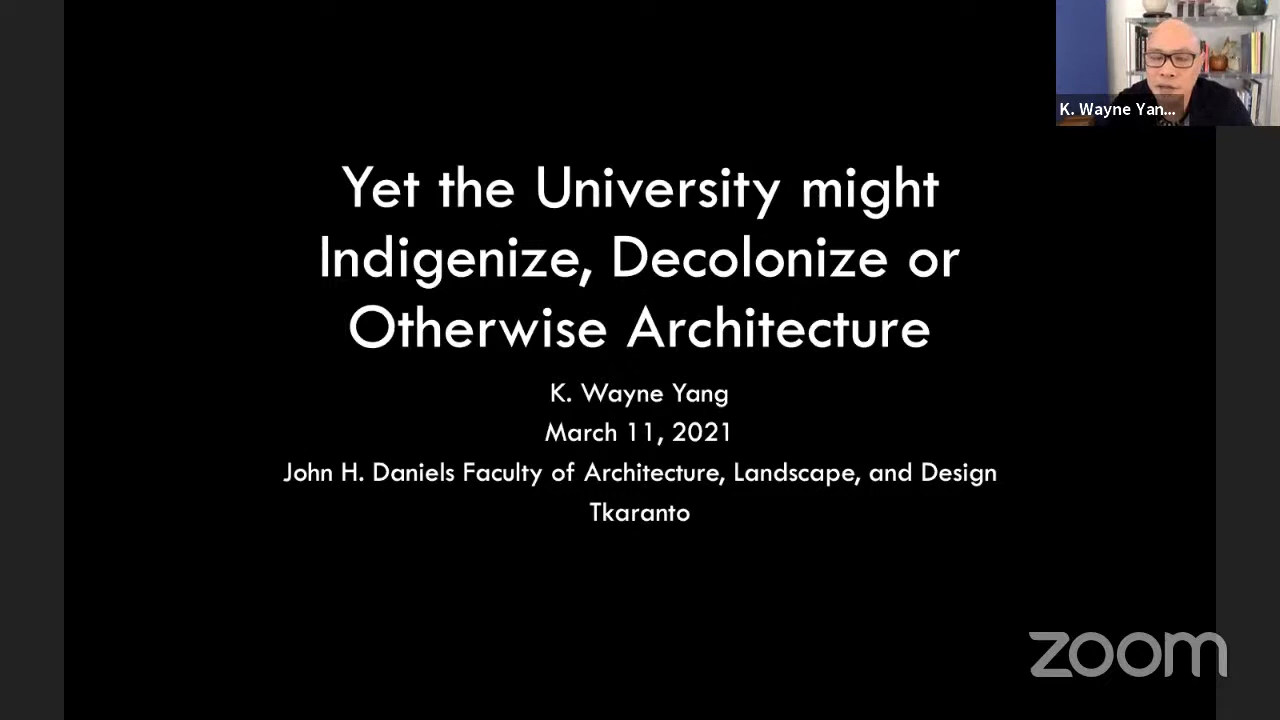 K. Wayne Yan...
Yet the University might
Indigenize, Decolonize or
Otherwise Architecture
K. Wayne Yang
March 11, 2021
John H. Daniels Faculty of Architecture, Landscape, and Design
Tkaranto
zoom